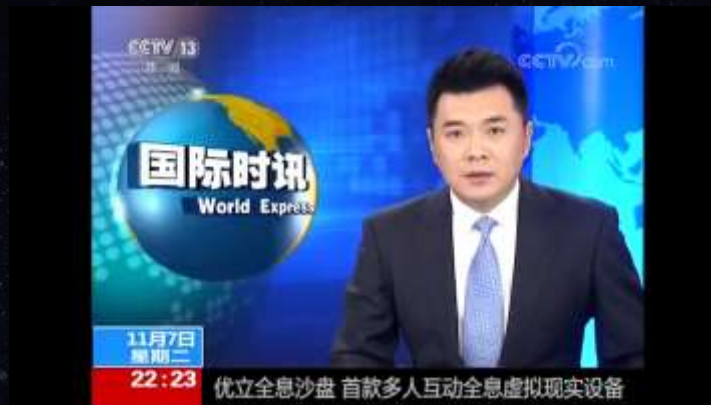 CCTV 13
新闻
CCTV.com
国际时讯
World Express
11月7日
星期二
22:23
优立全息沙盘 首款多人互动全息虚拟现实设备